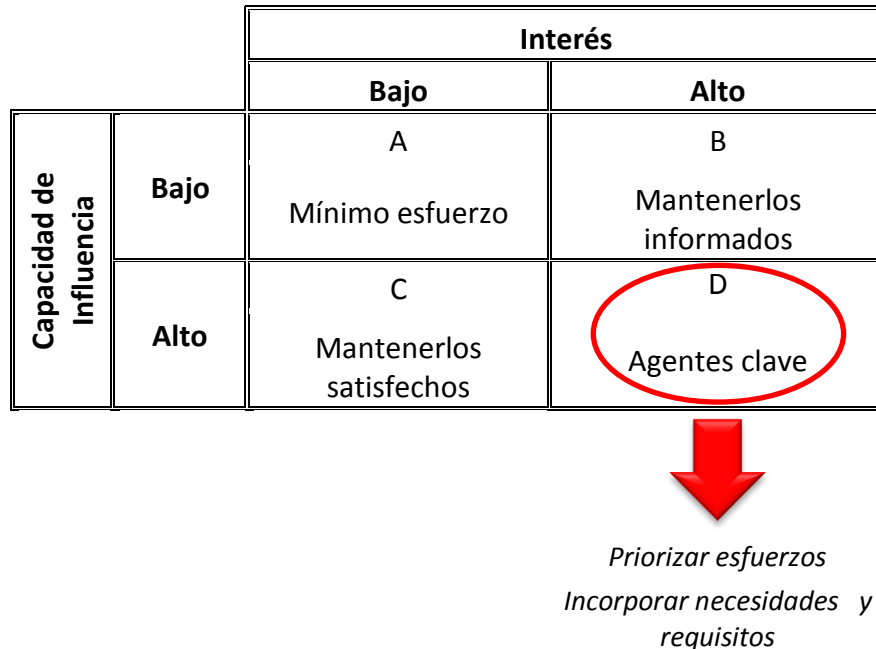 Interés
Bajo
Alto
Capacidad de
Influencia
Bajo
A
Mínimo esfuerzo
B
Mantenerlos
informados
Alto
C
Mantenerlos
satisfechos
D
Agentes clave
Priorizar esfuerzos
Incorporar necesidades y
requisitos